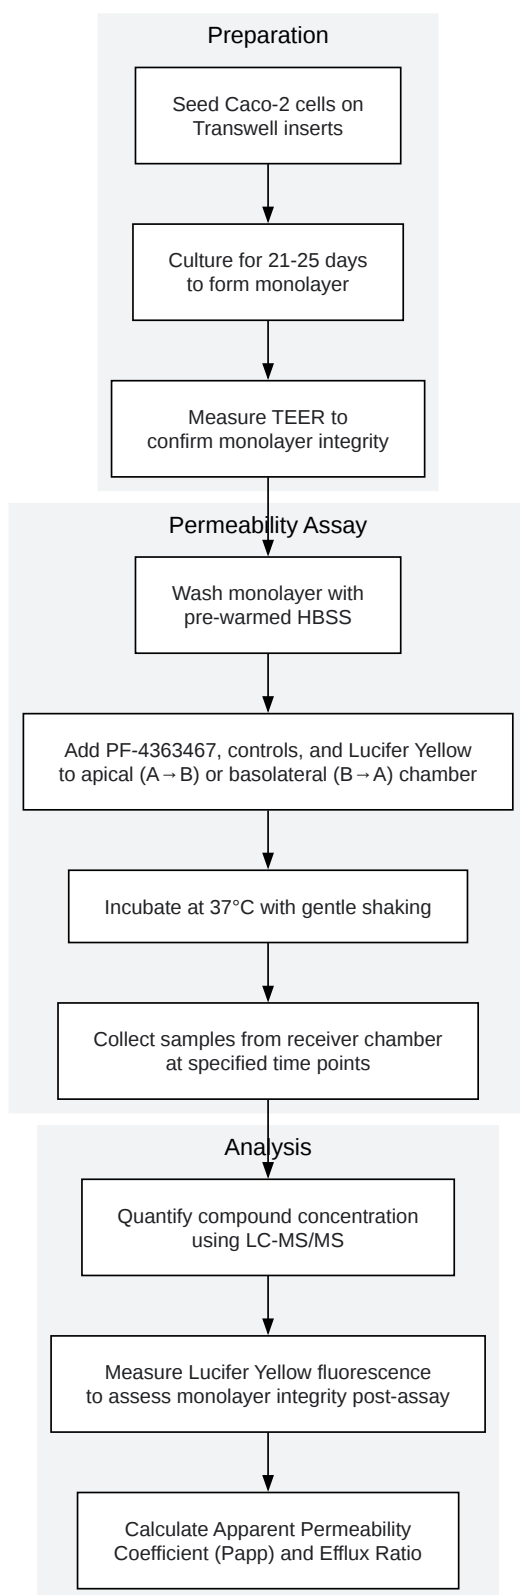 Preparation
Seed Caco-2 cells on
Transwell inserts
Culture for 21-25 days
to form monolayer
Measure TEER to
confirm monolayer integrity
Permeability Assay
Wash monolayer with
pre-warmed HBSS
Add PF-4363467, controls, and Lucifer Yellow
to apical (A→B) or basolateral (B→A) chamber
Incubate at 37°C with gentle shaking
Collect samples from receiver chamber
at specified time points
Analysis
Quantify compound concentration
using LC-MS/MS
Measure Lucifer Yellow fluorescence
to assess monolayer integrity post-assay
Calculate Apparent Permeability
Coefficient (Papp) and Efflux Ratio